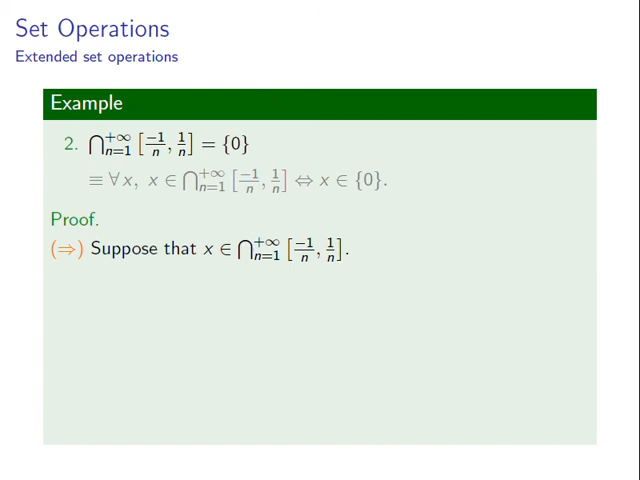 Set Operations
Extended set operations
Example
2. ⋂_{n=1}^{+∞} [−1/n, 1/n] = {0}
≡ ∀x, x ∈ ⋂_{n=1}^{+∞} [−1/n, 1/n] ⇔ x ∈ {0}.
Proof.
(⇒) Suppose that x ∈ ⋂_{n=1}^{+∞} [−1/n, 1/n].